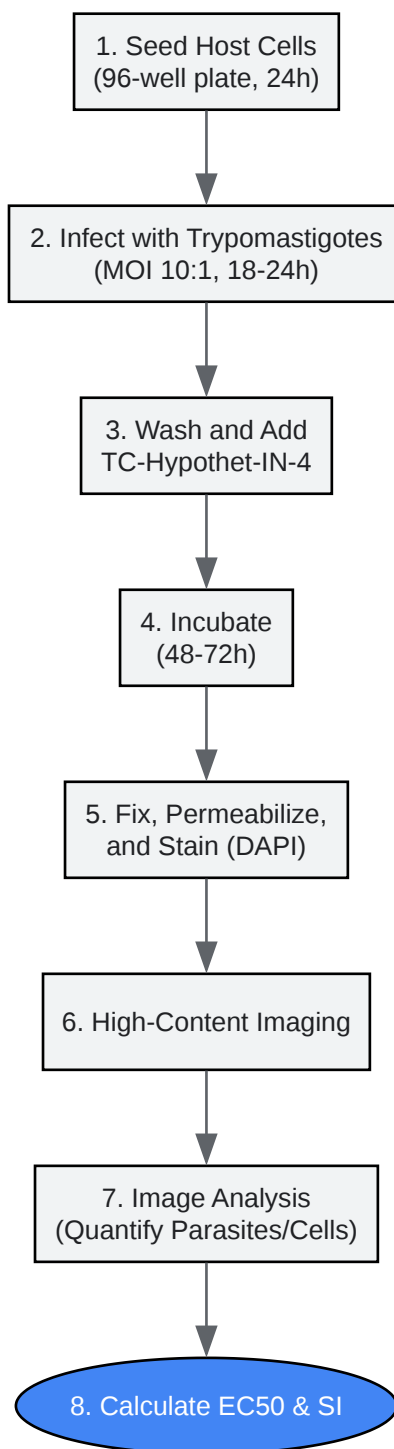 1. Seed Host Cells
(96-well plate, 24h)
2. Infect with Trypomastigotes
(MOI 10:1, 18-24h)
3. Wash and Add
TC-Hypothet-IN-4
4. Incubate
(48-72h)
5. Fix, Permeabilize,
and Stain (DAPI)
6. High-Content Imaging
7. Image Analysis
(Quantify Parasites/Cells)
8. Calculate EC50 & SI